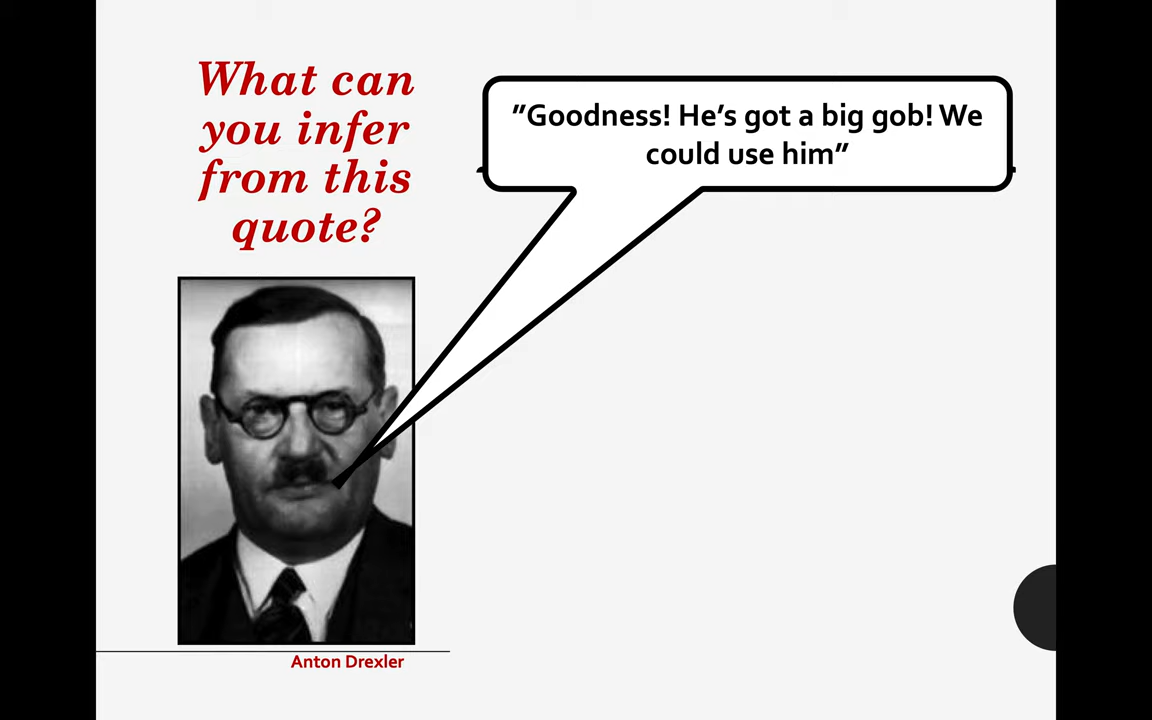 What can
you infer
from this
quote?
”Goodness! He’s got a big gob! We
could use him”
Anton Drexler